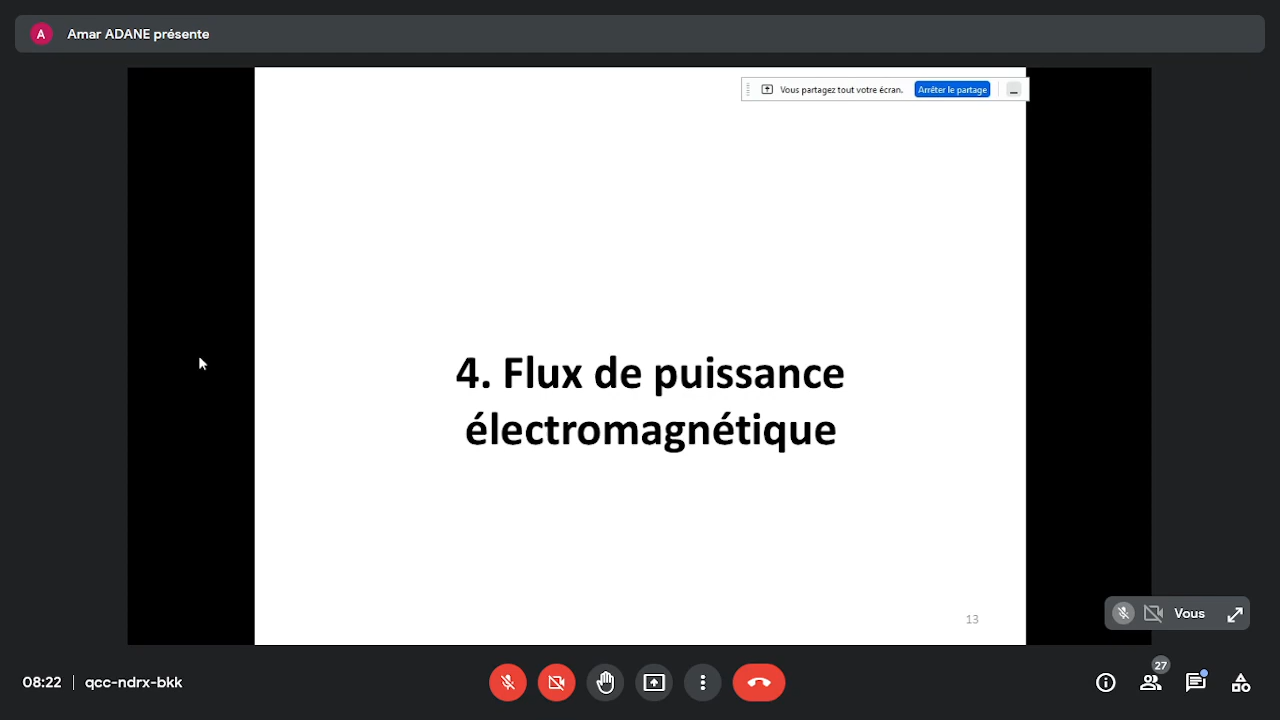 A
Amar ADANE présente
Vous partagez tout votre écran.
Arrêter le partage
4. Flux de puissance
électromagnétique
13
Vous
08:22
qcc-ndrx-bkk
27